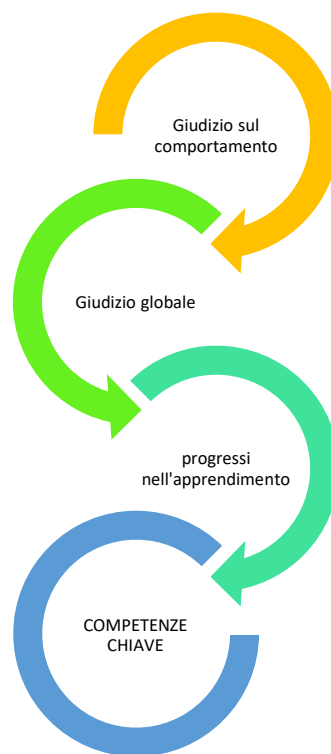 Giudizio sul
comportamento
Giudizio globale
progressi
nell'apprendimento
COMPETENZE
CHIAVE